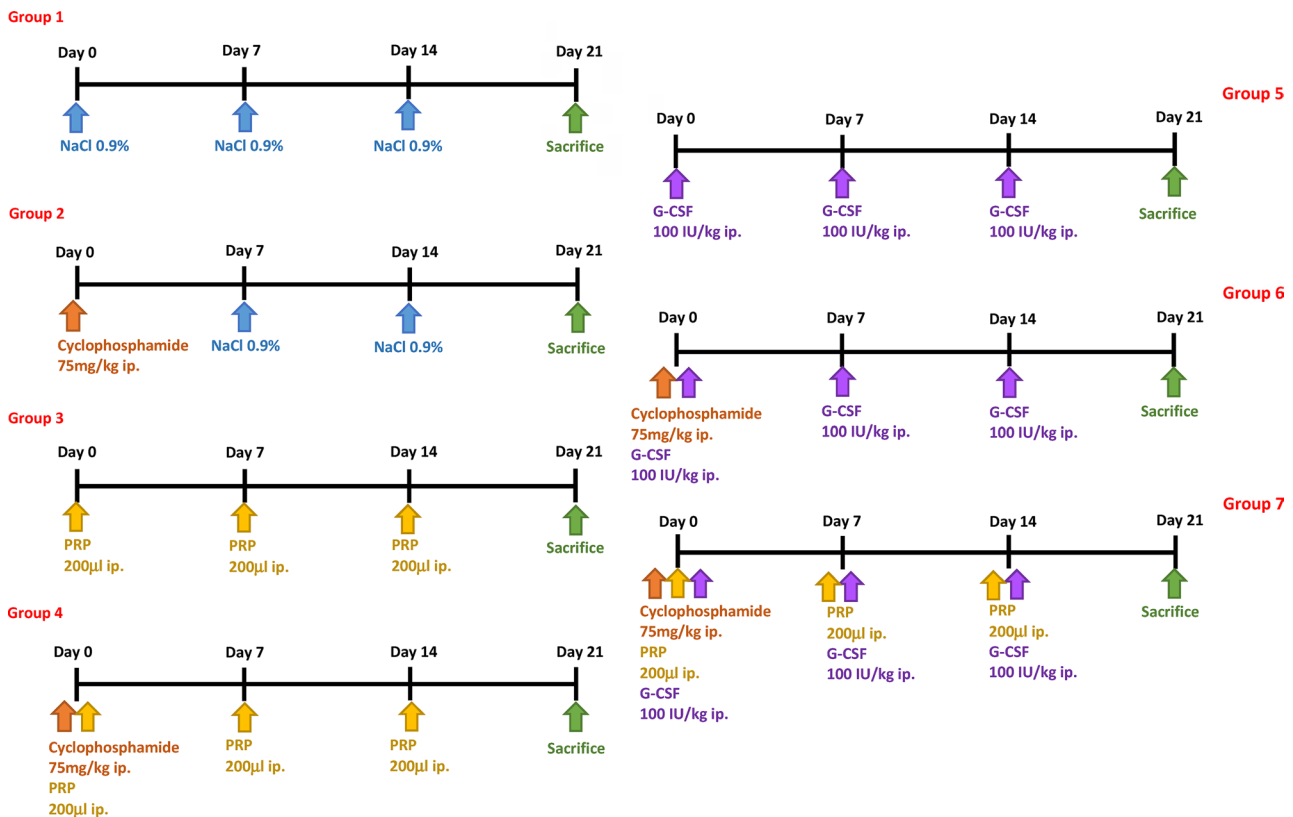 Group 1
Day 0 Day 7 Day 14 Day 21
NaCl 0.9% NaCl 0.9% NaCl 0.9% Sacrifice
Group 2
Day 0 Day 7 Day 14 Day 21
Cyclophosphamide NaCl 0.9% NaCl 0.9% Sacrifice
75mg/kg ip.
Group 3
Day 0 Day 7 Day 14 Day 21
PRP PRP PRP Sacrifice
200µl ip. 200µl ip. 200µl ip.
Group 4
Day 0 Day 7 Day 14 Day 21
Cyclophosphamide PRP PRP Sacrifice
75mg/kg ip. 200µl ip. 200µl ip.
PRP
200µl ip.
Group 5
Day 0 Day 7 Day 14 Day 21
G-CSF G-CSF G-CSF Sacrifice
100 IU/kg ip. 100 IU/kg ip. 100 IU/kg ip.
Group 6
Day 0 Day 7 Day 14 Day 21
Cyclophosphamide G-CSF G-CSF Sacrifice
75mg/kg ip. 100 IU/kg ip. 100 IU/kg ip.
G-CSF
100 IU/kg ip.
Group 7
Day 0 Day 7 Day 14 Day 21
Cyclophosphamide PRP PRP Sacrifice
75mg/kg ip. 200µl ip. 200µl ip.
PRP G-CSF G-CSF
200µl ip. 100 IU/kg ip. 100 IU/kg ip.
G-CSF
100 IU/kg ip.